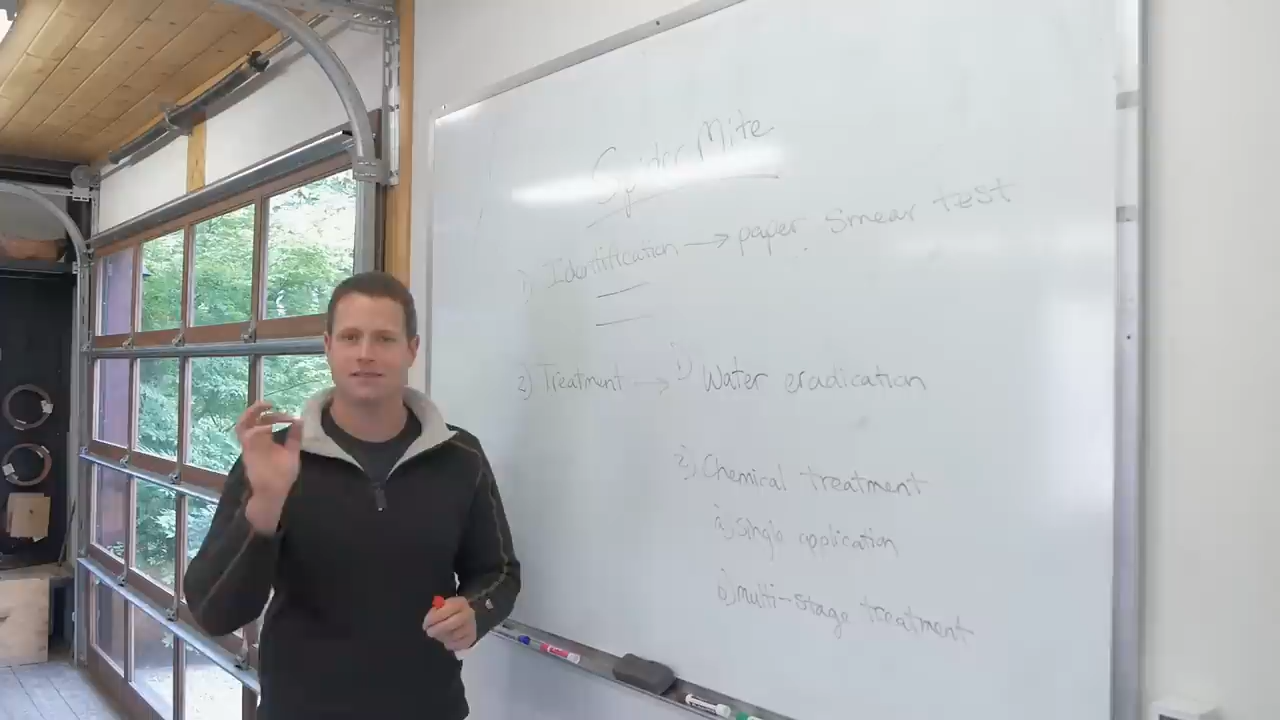 Spider Mite
1) Identification → paper smear test
2) Treatment → 1) Water eradication
2) Chemical treatment
a) single application
b) multi-stage treatment